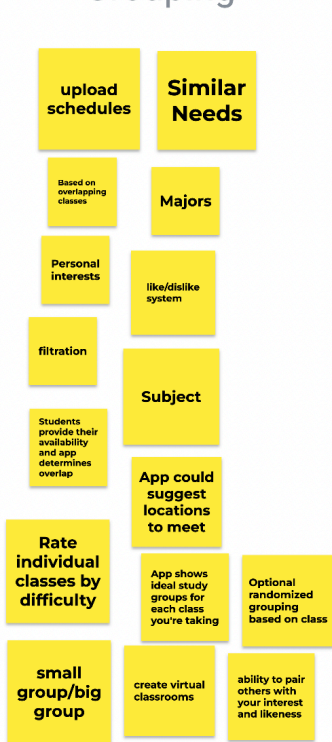 Grouping
upload
schedules
Similar
Needs
Based on
overlapping
classes
Majors
Personal
interests
like/dislike
system
filtration
Subject
Students
provide their
availability
and app
determines
overlap
App could
suggest
locations
to meet
Rate
individual
classes by
difficulty
App shows
ideal study
groups for
each class
you're taking
Optional
randomized
grouping
based on class
small
group/big
group
create virtual
classrooms
ability to pair
others with
your interest
and likeness